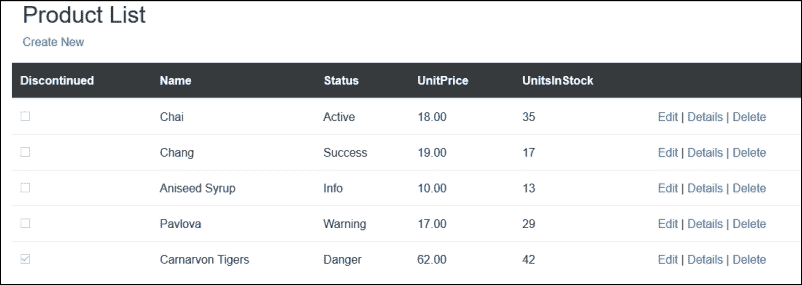 Product List
Create New
Discontinued Name Status UnitPrice UnitsInStock
Chai Active 18.00 35 Edit | Details | Delete
Chang Success 19.00 17 Edit | Details | Delete
Aniseed Syrup Info 10.00 13 Edit | Details | Delete
Pavlova Warning 17.00 29 Edit | Details | Delete
Carnarvon Tigers Danger 62.00 42 Edit | Details | Delete